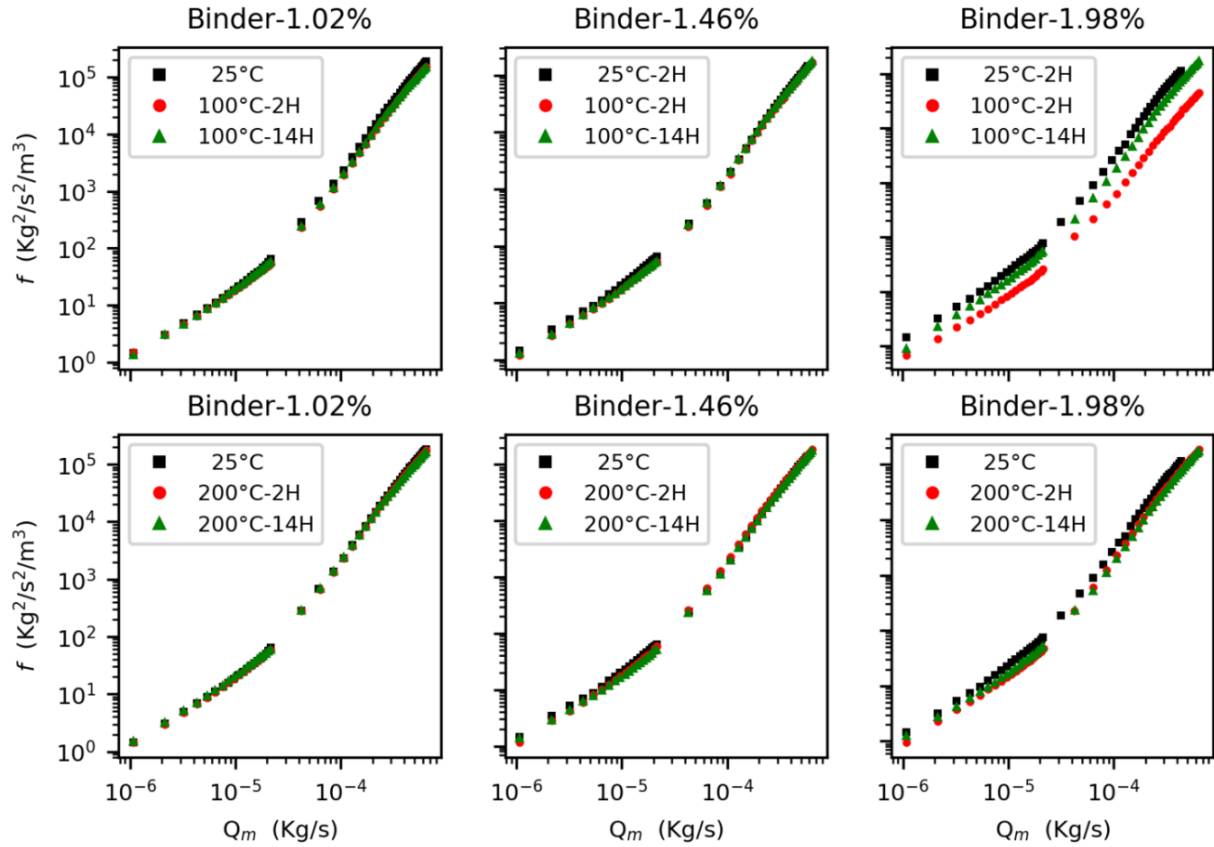 Binder-1.02%
Binder-1.46%
Binder-1.98%
f (Kg²/s²/m³)
10⁵
10⁴
10³
10²
10¹
10⁰
25°C
100°C-2H
100°C-14H
25°C-2H
100°C-2H
100°C-14H
25°C-2H
100°C-2H
100°C-14H
Binder-1.02%
Binder-1.46%
Binder-1.98%
f (Kg²/s²/m³)
10⁵
10⁴
10³
10²
10¹
10⁰
25°C
200°C-2H
200°C-14H
25°C
200°C-2H
200°C-14H
25°C
200°C-2H
200°C-14H
10⁻⁶ 10⁻⁵ 10⁻⁴
10⁻⁶ 10⁻⁵ 10⁻⁴
10⁻⁶ 10⁻⁵ 10⁻⁴
Qₘ (Kg/s)
Qₘ (Kg/s)
Qₘ (Kg/s)